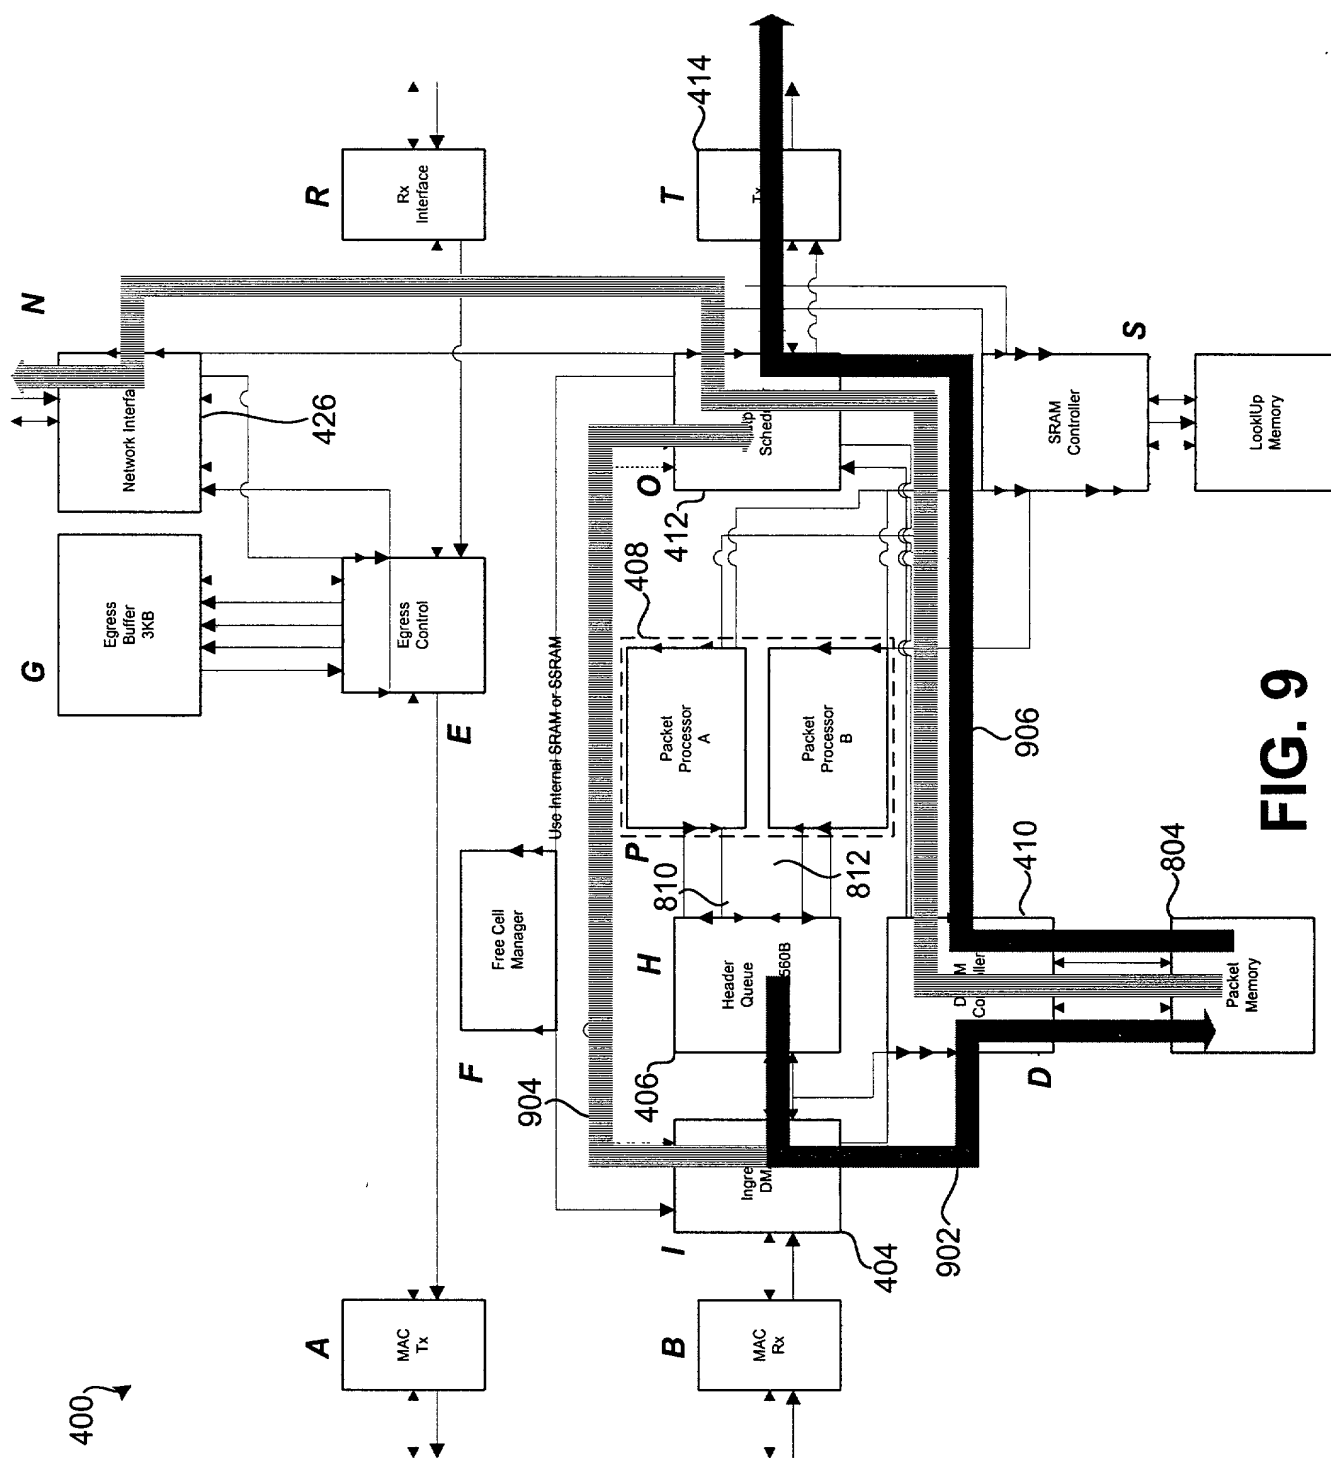 400
A
MAC
Tx
B
MAC
Rx
I
Ingre
DM
404
902
904
F
Free Cell
Manager
Use Internal SRAM or SSRAM
406
H
Header
Queue
560B
810
812
P
Packet
Processor
A
Packet
Processor
B
408
D
410
Packet
Memory
804
906
E
Egress
Control
G
Egress
Buffer
3KB
N
Network Interfa
426
O
Sched
412
R
Rx
Interface
T
414
S
SRAM
Controller
LooklUp
Memory
FIG. 9